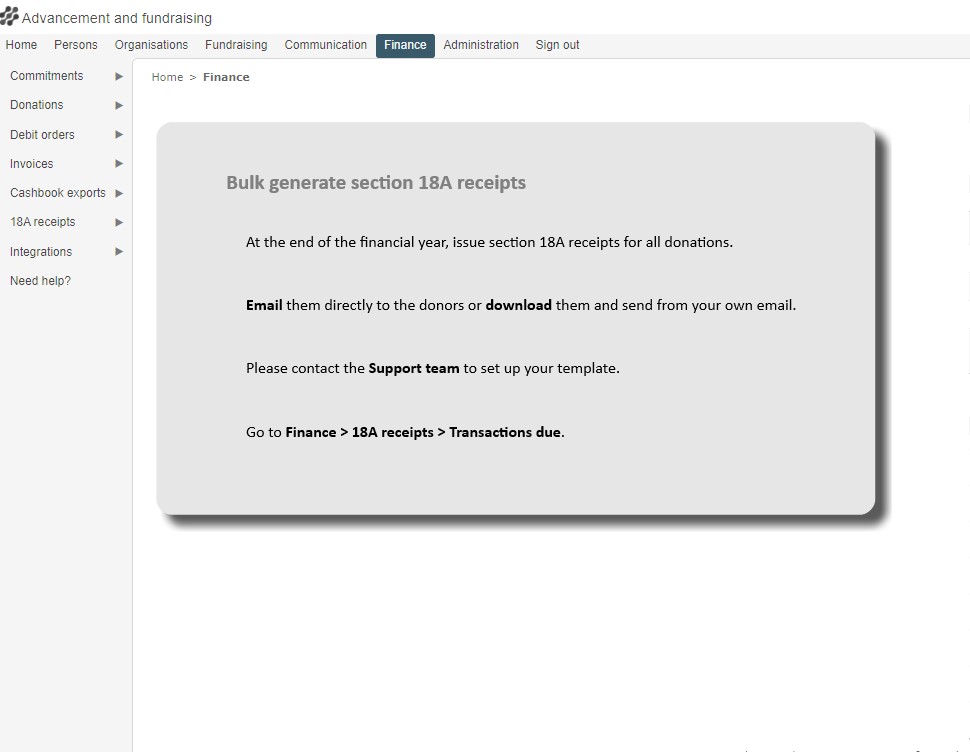 Advancement and fundraising
Home Persons Organisations Fundraising Communication Finance Administration Sign out
Home > Finance
Commitments
Donations
Debit orders
Invoices
Cashbook exports
18A receipts
Integrations
Need help?
Bulk generate section 18A receipts
At the end of the financial year, issue section 18A receipts for all donations.
Email them directly to the donors or download them and send from your own email.
Please contact the Support team to set up your template.
Go to Finance > 18A receipts > Transactions due.